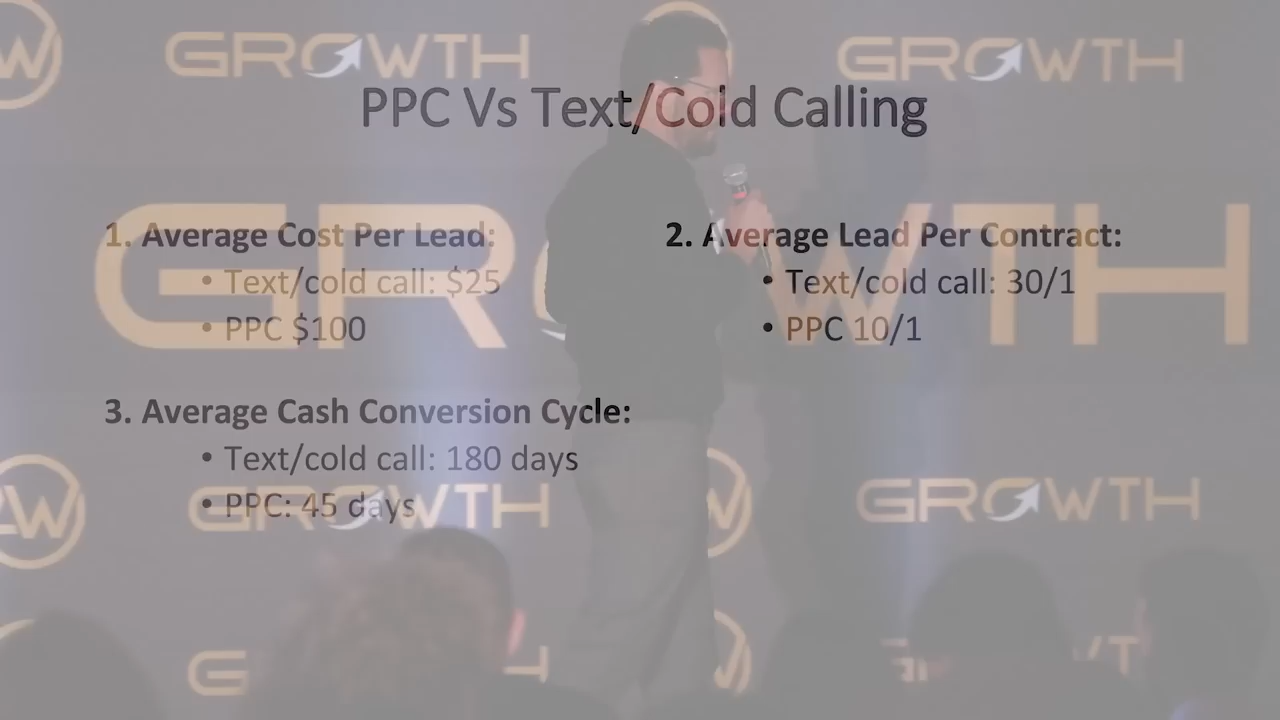 GROWTH
GROWTH
PPC Vs Text/Cold Calling
GROWTH
1. Average Cost Per Lead:
• Text/cold call: $25
• PPC $100
2. Average Lead Per Contract:
• Text/cold call: 30/1
• PPC 10/1
3. Average Cash Conversion Cycle:
• Text/cold call: 180 days
• PPC: 45 days
GROWTH
GROWTH